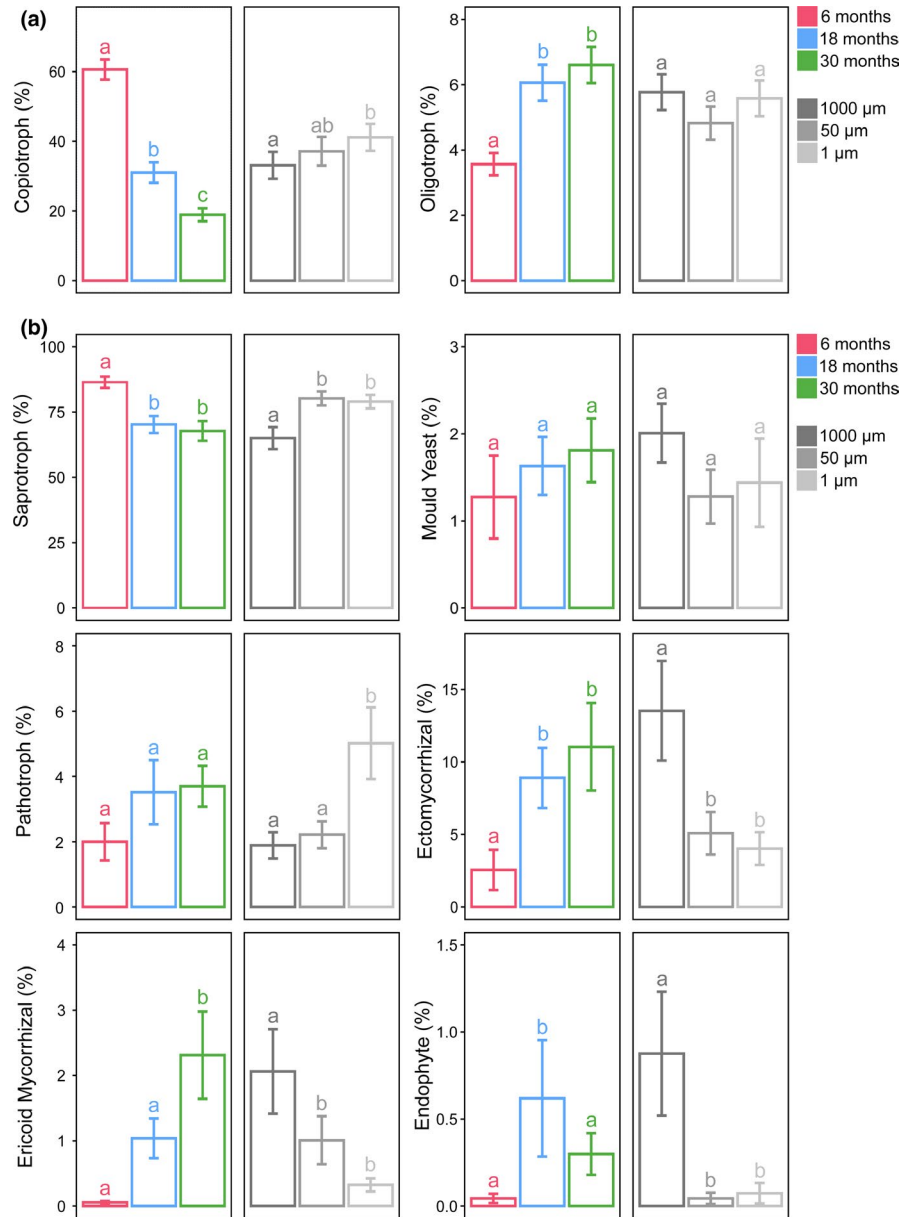 (a)
Copiotroph (%)
60
40
20
0
a
b
c
a
ab
b
Oligotroph (%)
8
6
4
2
0
a
b
b
a
a
a
6 months
18 months
30 months
1000 µm
50 µm
1 µm
(b)
Saprotroph (%)
100
75
50
25
0
a
b
b
a
b
b
Mould Yeast (%)
3
2
1
0
a
a
a
a
a
a
6 months
18 months
30 months
1000 µm
50 µm
1 µm
Pathotroph (%)
8
6
4
2
0
a
a
a
a
a
b
Ectomycorrhizal (%)
15
10
5
0
a
b
b
a
b
b
Ericoid Mycorrhizal (%)
4
3
2
1
0
a
a
b
a
b
b
Endophyte (%)
1.5
1.0
0.5
0.0
a
b
a
a
b
b